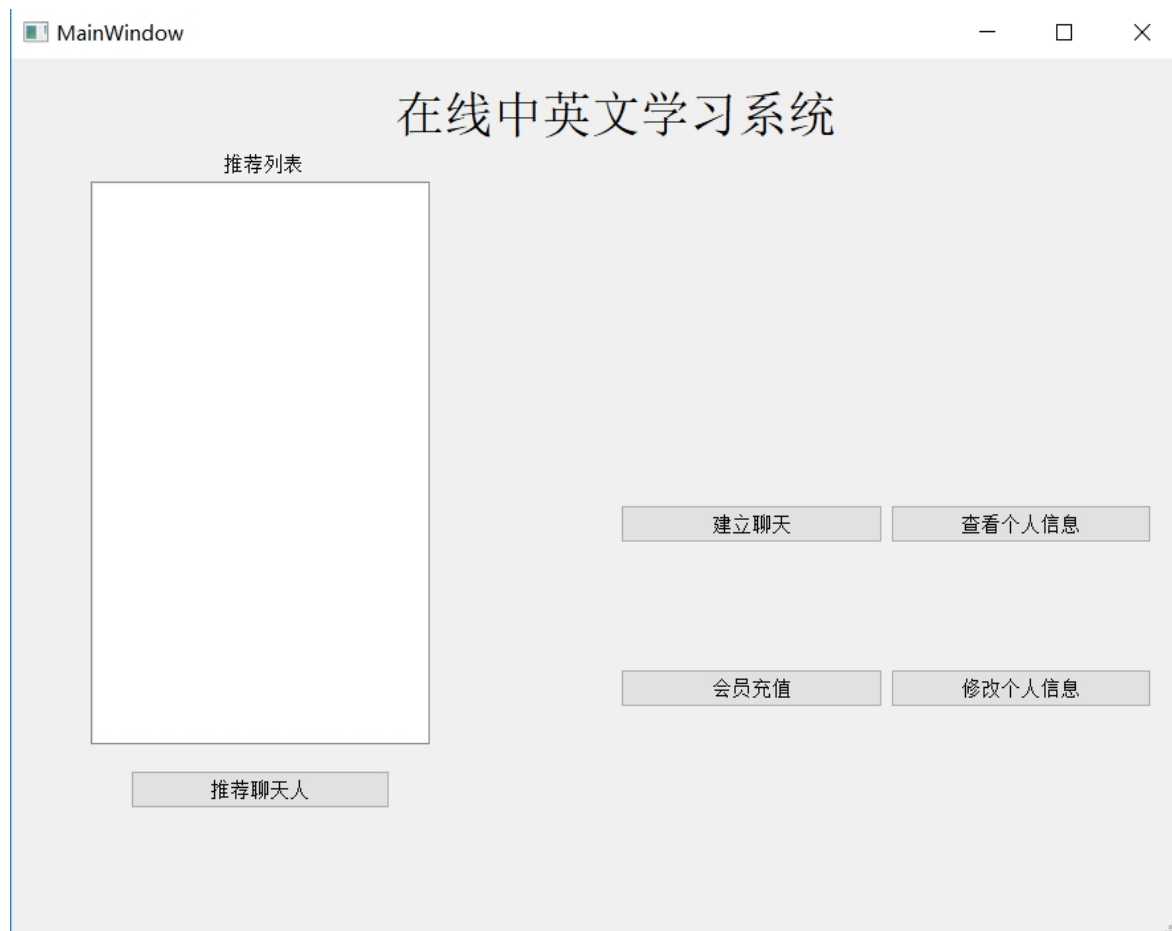 MainWindow
在线中英文学习系统
推荐列表
建立聊天
查看个人信息
会员充值
修改个人信息
推荐聊天人